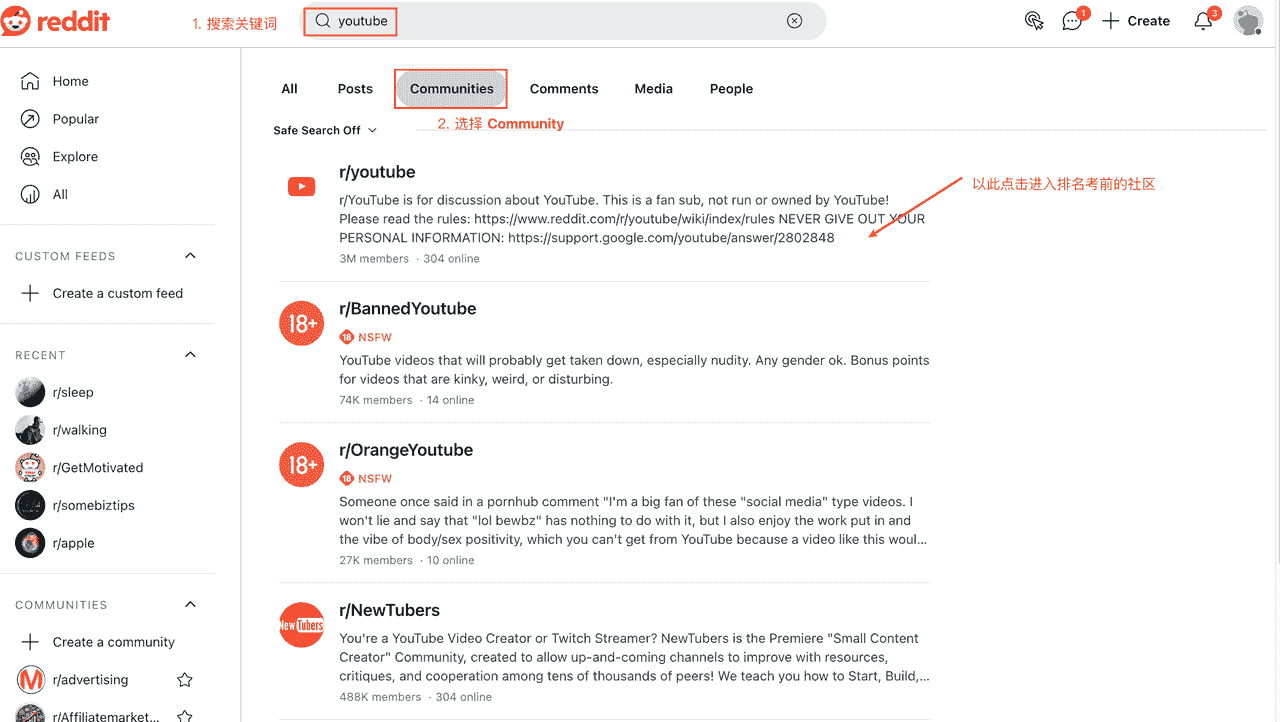 reddit
1. 搜索关键词
youtube
1
Create
3
Home
Popular
Explore
All
CUSTOM FEEDS
Create a custom feed
RECENT
r/sleep
r/walking
r/GetMotivated
r/somebiztips
r/apple
COMMUNITIES
Create a community
r/advertising
r/Affiliatemarket...
All
Posts
Communities
Comments
Media
People
Safe Search Off
2. 选择 Community
以此点击进入排名考前的社区
r/youtube
r/YouTube is for discussion about YouTube. This is a fan sub, not run or owned by YouTube!
Please read the rules: https://www.reddit.com/r/youtube/wiki/index/rules NEVER GIVE OUT YOUR
PERSONAL INFORMATION: https://support.google.com/youtube/answer/2802848
3M members · 304 online
18+
r/BannedYoutube
18 NSFW
YouTube videos that will probably get taken down, especially nudity. Any gender ok. Bonus points
for videos that are kinky, weird, or disturbing.
74K members · 14 online
18+
r/OrangeYoutube
18 NSFW
Someone once said in a pornhub comment "I'm a big fan of these "social media" type videos. I
won't lie and say that "lol bewbz" has nothing to do with it, but I also enjoy the work put in and
the vibe of body/sex positivity, which you can't get from YouTube because a video like this woul...
27K members · 10 online
New Tubers
r/NewTubers
You're a YouTube Video Creator or Twitch Streamer? NewTubers is the Premiere "Small Content
Creator" Community, created to allow up-and-coming channels to improve with resources,
critiques, and cooperation among tens of thousands of peers! We teach you how to Start, Build,...
488K members · 304 online